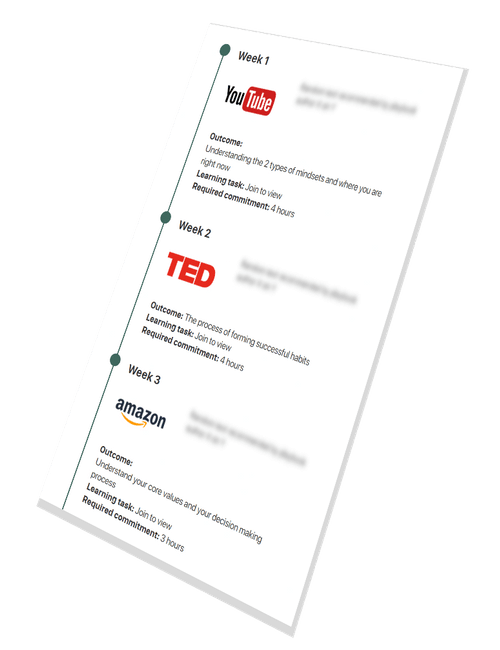 Week 1
YouTube
Outcome:
Understanding the 2 types of mindsets and where you are
right now
Learning task: Join to view
Required commitment: 4 hours
Week 2
TED
Outcome: The process of forming successful habits
Learning task: Join to view
Required commitment: 4 hours
Week 3
amazon
Outcome:
Understand your core values and your decision making
process
Learning task: Join to view
Required commitment: 3 hours